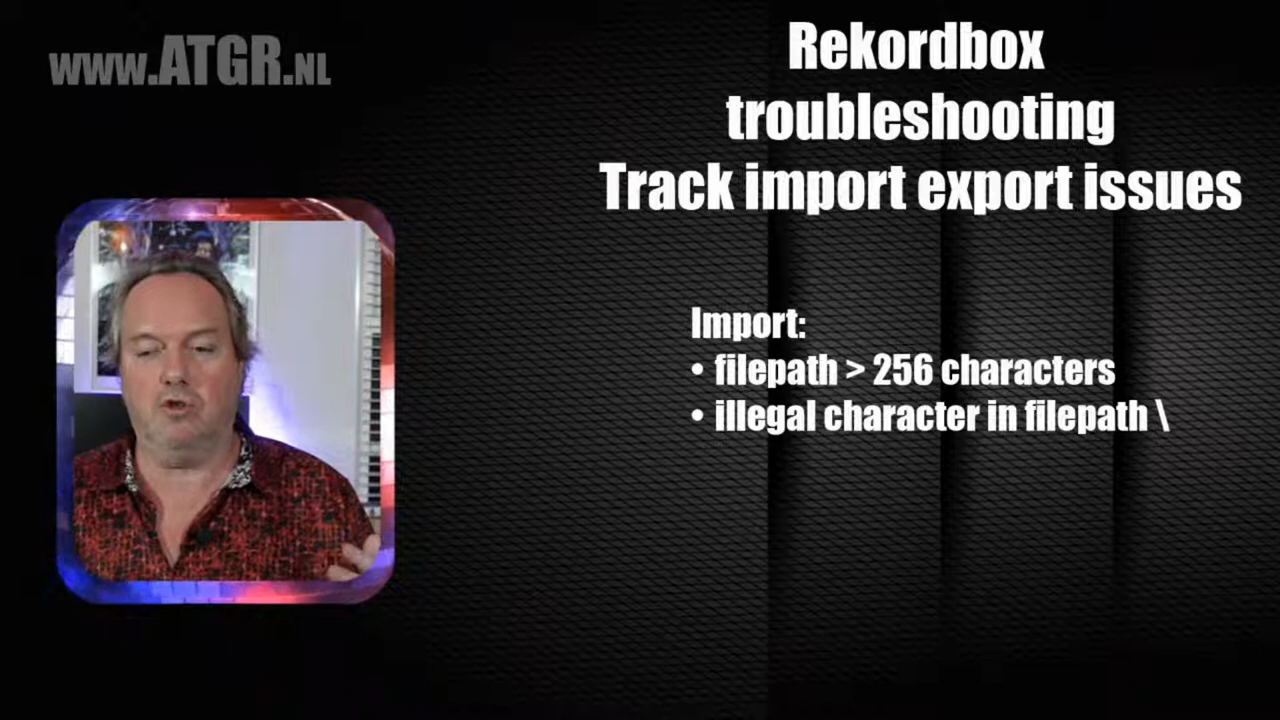 www.ATGR.NL
Rekordbox
troubleshooting
Track import export issues
Import:
• filepath > 256 characters
• illegal character in filepath \